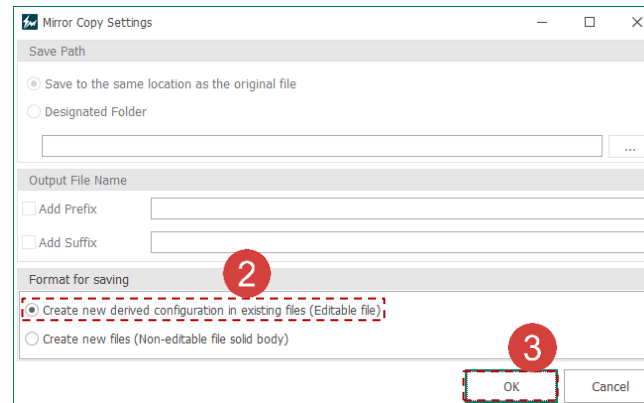 Mirror Copy Settings
Save Path
Save to the same location as the original file
Designated Folder
...
Output File Name
Add Prefix
Add Suffix
2
Format for saving
Create new derived configuration in existing files (Editable file)
Create new files (Non-editable file solid body)
3
OK Cancel